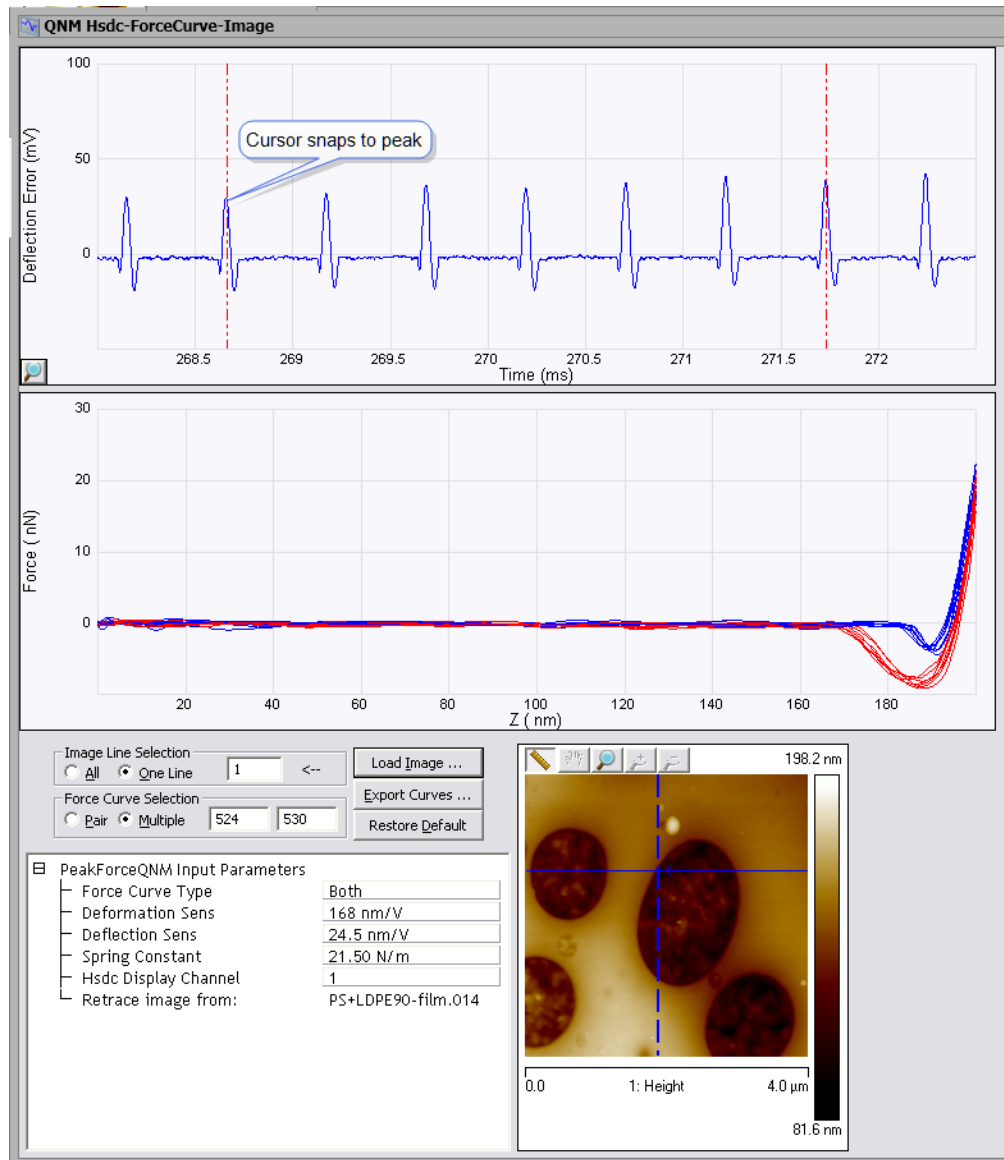 QNM Hsdc-ForceCurve-Image
100
50
0
Deflection Error (mV)
Cursor snaps to peak
268.5 269 269.5 270 270.5 271 271.5 272
Time (ms)
30
20
10
0
Force ( nN)
20 40 60 80 100 120 140 160 180
Z ( nm)
Image Line Selection
All One Line 1 <--
Force Curve Selection
Pair Multiple 524 530
Load Image ...
Export Curves ...
Restore Default
PeakForceQNM Input Parameters
Force Curve Type Both
Deformation Sens 168 nm/V
Deflection Sens 24.5 nm/V
Spring Constant 21.50 N/m
Hsdc Display Channel 1
Retrace image from: PS+LDPE90-film.014
198.2 nm
0.0 1: Height 4.0 µm
81.6 nm